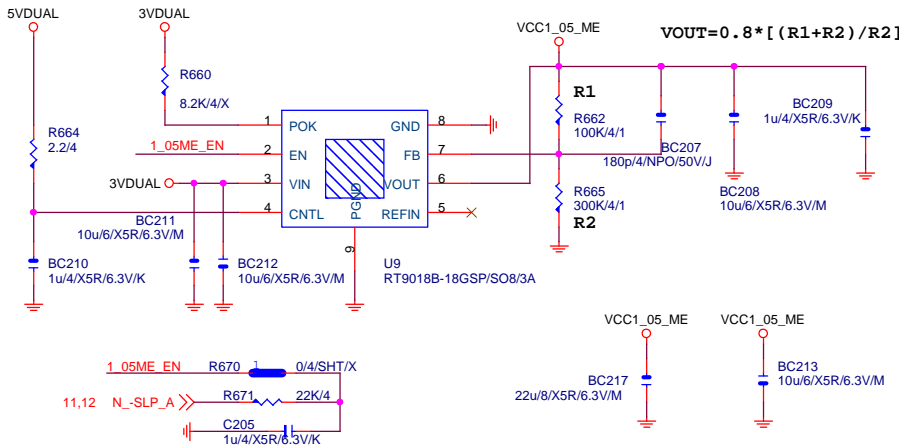 5VDUAL
3VDUAL
VCC1_05_ME
VOUT=0.8*[(R1+R2)/R2]
R660
8.2K/4/X
R664
2.2/4
1_05ME_EN
3VDUAL
1
2
3
4
POK
EN
VIN
CNTL
PGND
9
GND
FB
VOUT
REFIN
8
7
6
5
R1
R662
100K/4/1
BC207
180p/4/NPO/50V/J
BC209
1u/4/X5R/6.3V/K
R665
300K/4/1
R2
BC208
10u/6/X5R/6.3V/M
BC211
10u/6/X5R/6.3V/M
BC210
1u/4/X5R/6.3V/K
BC212
10u/6/X5R/6.3V/M
U9
RT9018B-18GSP/SO8/3A
1_05ME_EN
R670
1
0/4/SHT/X
11,12
N_-SLP_A
R671
22K/4
C205
1u/4/X5R/6.3V/K
VCC1_05_ME
BC217
22u/8/X5R/6.3V/M
VCC1_05_ME
BC213
10u/6/X5R/6.3V/M